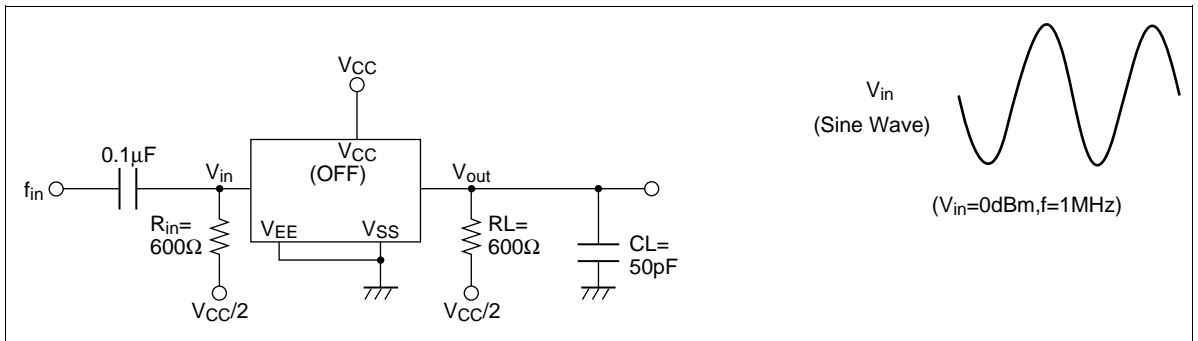 VCC
0.1μF
fin
Vin
VCC
(OFF)
Vout
Rin=
600Ω
VEE
VSS
RL=
600Ω
CL=
50pF
VCC/2
VCC/2
Vin
(Sine Wave)
(Vin=0dBm,f=1MHz)